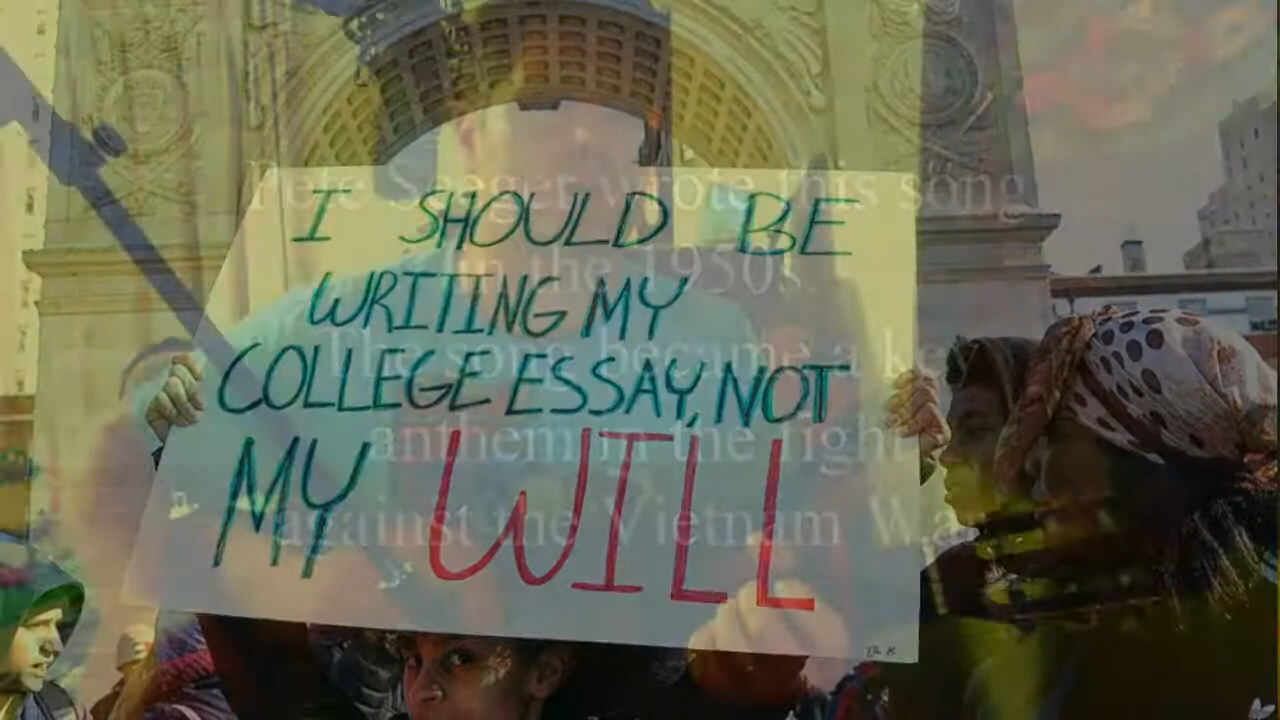 I SHOULD BE
WRITING MY
COLLEGE ESSAY, NOT
MY WILL
Pete Seeger wrote this song
in the 1950s.
The song became a key
anthem in the fight
against the Vietnam War